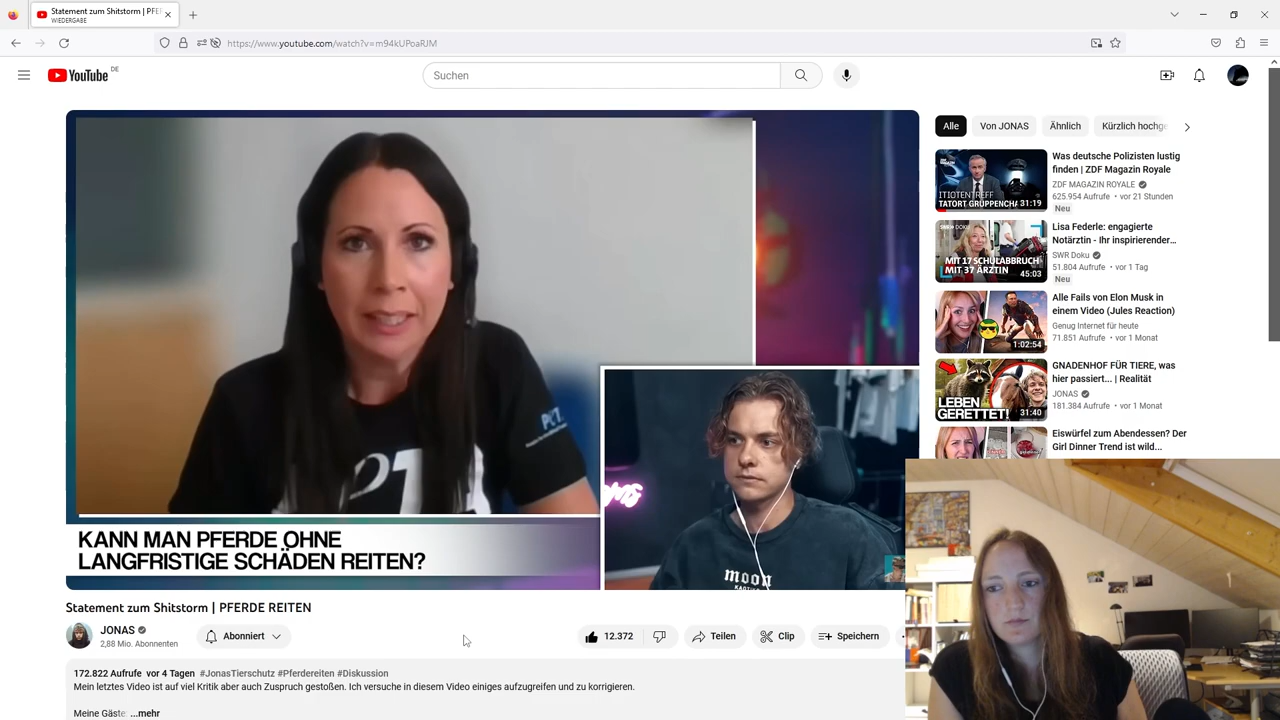 Statement zum Shitstorm | PFE
WIEDERGABE
https://www.youtube.com/watch?v=m94kUPoaRJM
YouTube DE
Suchen
KANN MAN PFERDE OHNE
LANGFRISTIGE SCHÄDEN REITEN?
moon
Statement zum Shitstorm | PFERDE REITEN
JONAS
2,88 Mio. Abonnenten
Abonniert
12.372
Teilen
Clip
Speichern
172.822 Aufrufe vor 4 Tagen #JonasTierschutz #Pferdereiten #Diskussion
Mein letztes Video ist auf viel Kritik aber auch Zuspruch gestoßen. Ich versuche in diesem Video einiges aufzugreifen und zu korrigieren.
Meine Gäste ...mehr
Alle
Von JONAS
Ähnlich
Kürzlich hochge
TATORT GRUPPENCH
31:19
Was deutsche Polizisten lustig
finden | ZDF Magazin Royale
ZDF MAGAZIN ROYALE
625.954 Aufrufe • vor 21 Stunden
Neu
MIT 17 SCHULABBRUCH
MIT 37 ÄRZTIN
45:03
Lisa Federle: engagierte
Notärztin - Ihr inspirierender...
SWR Doku
51.804 Aufrufe • vor 1 Tag
Neu
1:02:54
Alle Fails von Elon Musk in
einem Video (Jules Reaction)
Genug Internet für heute
71.851 Aufrufe • vor 1 Monat
LEBEN
GERETTET!
31:40
GNADENHOF FÜR TIERE, was
hier passiert... | Realität
JONAS
181.384 Aufrufe • vor 1 Monat
Eiswürfel zum Abendessen? Der
Girl Dinner Trend ist wild...